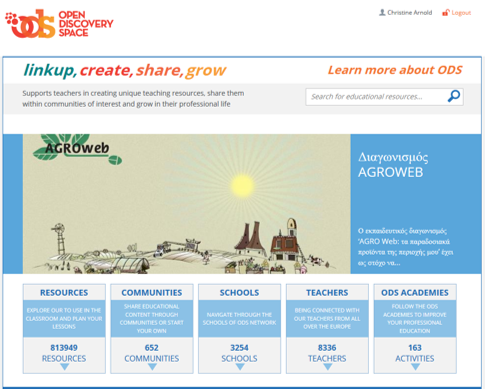 ods OPEN
DISCOVERY
SPACE
Christine Arnold
Logout
linkup, create, share, grow
Learn more about ODS
Supports teachers in creating unique teaching resources, share them
within communities of interest and grow in their professional life
Search for educational resources...
AGROweb
Διαγωνισμός
AGROWEB
Ο εκπαιδευτικός διαγωνισμός
'AGRO Web: τα παραδοσιακά
προϊόντα της περιοχής μου' έχει
ως στόχο να...
RESOURCES
EXPLORE OUR TO USE IN THE
CLASSROOM AND PLAN YOUR
LESSONS
813949
RESOURCES
COMMUNITIES
SHARE EDUCATIONAL
CONTENT THROUGH
COMMUNITIES OR START
YOUR OWN
652
COMMUNITIES
SCHOOLS
NAVIGATE THROUGH THE
SCHOOLS OF ODS NETWORK
3254
SCHOOLS
TEACHERS
BEING CONNECTED WITH
OUR TEACHERS FROM ALL
OVER THE EUROPE
8336
TEACHERS
ODS ACADEMIES
FOLLOW THE ODS
ACADEMIES TO IMPROVE
YOUR PROFESSIONAL
EDUCATION
163
ACTIVITIES